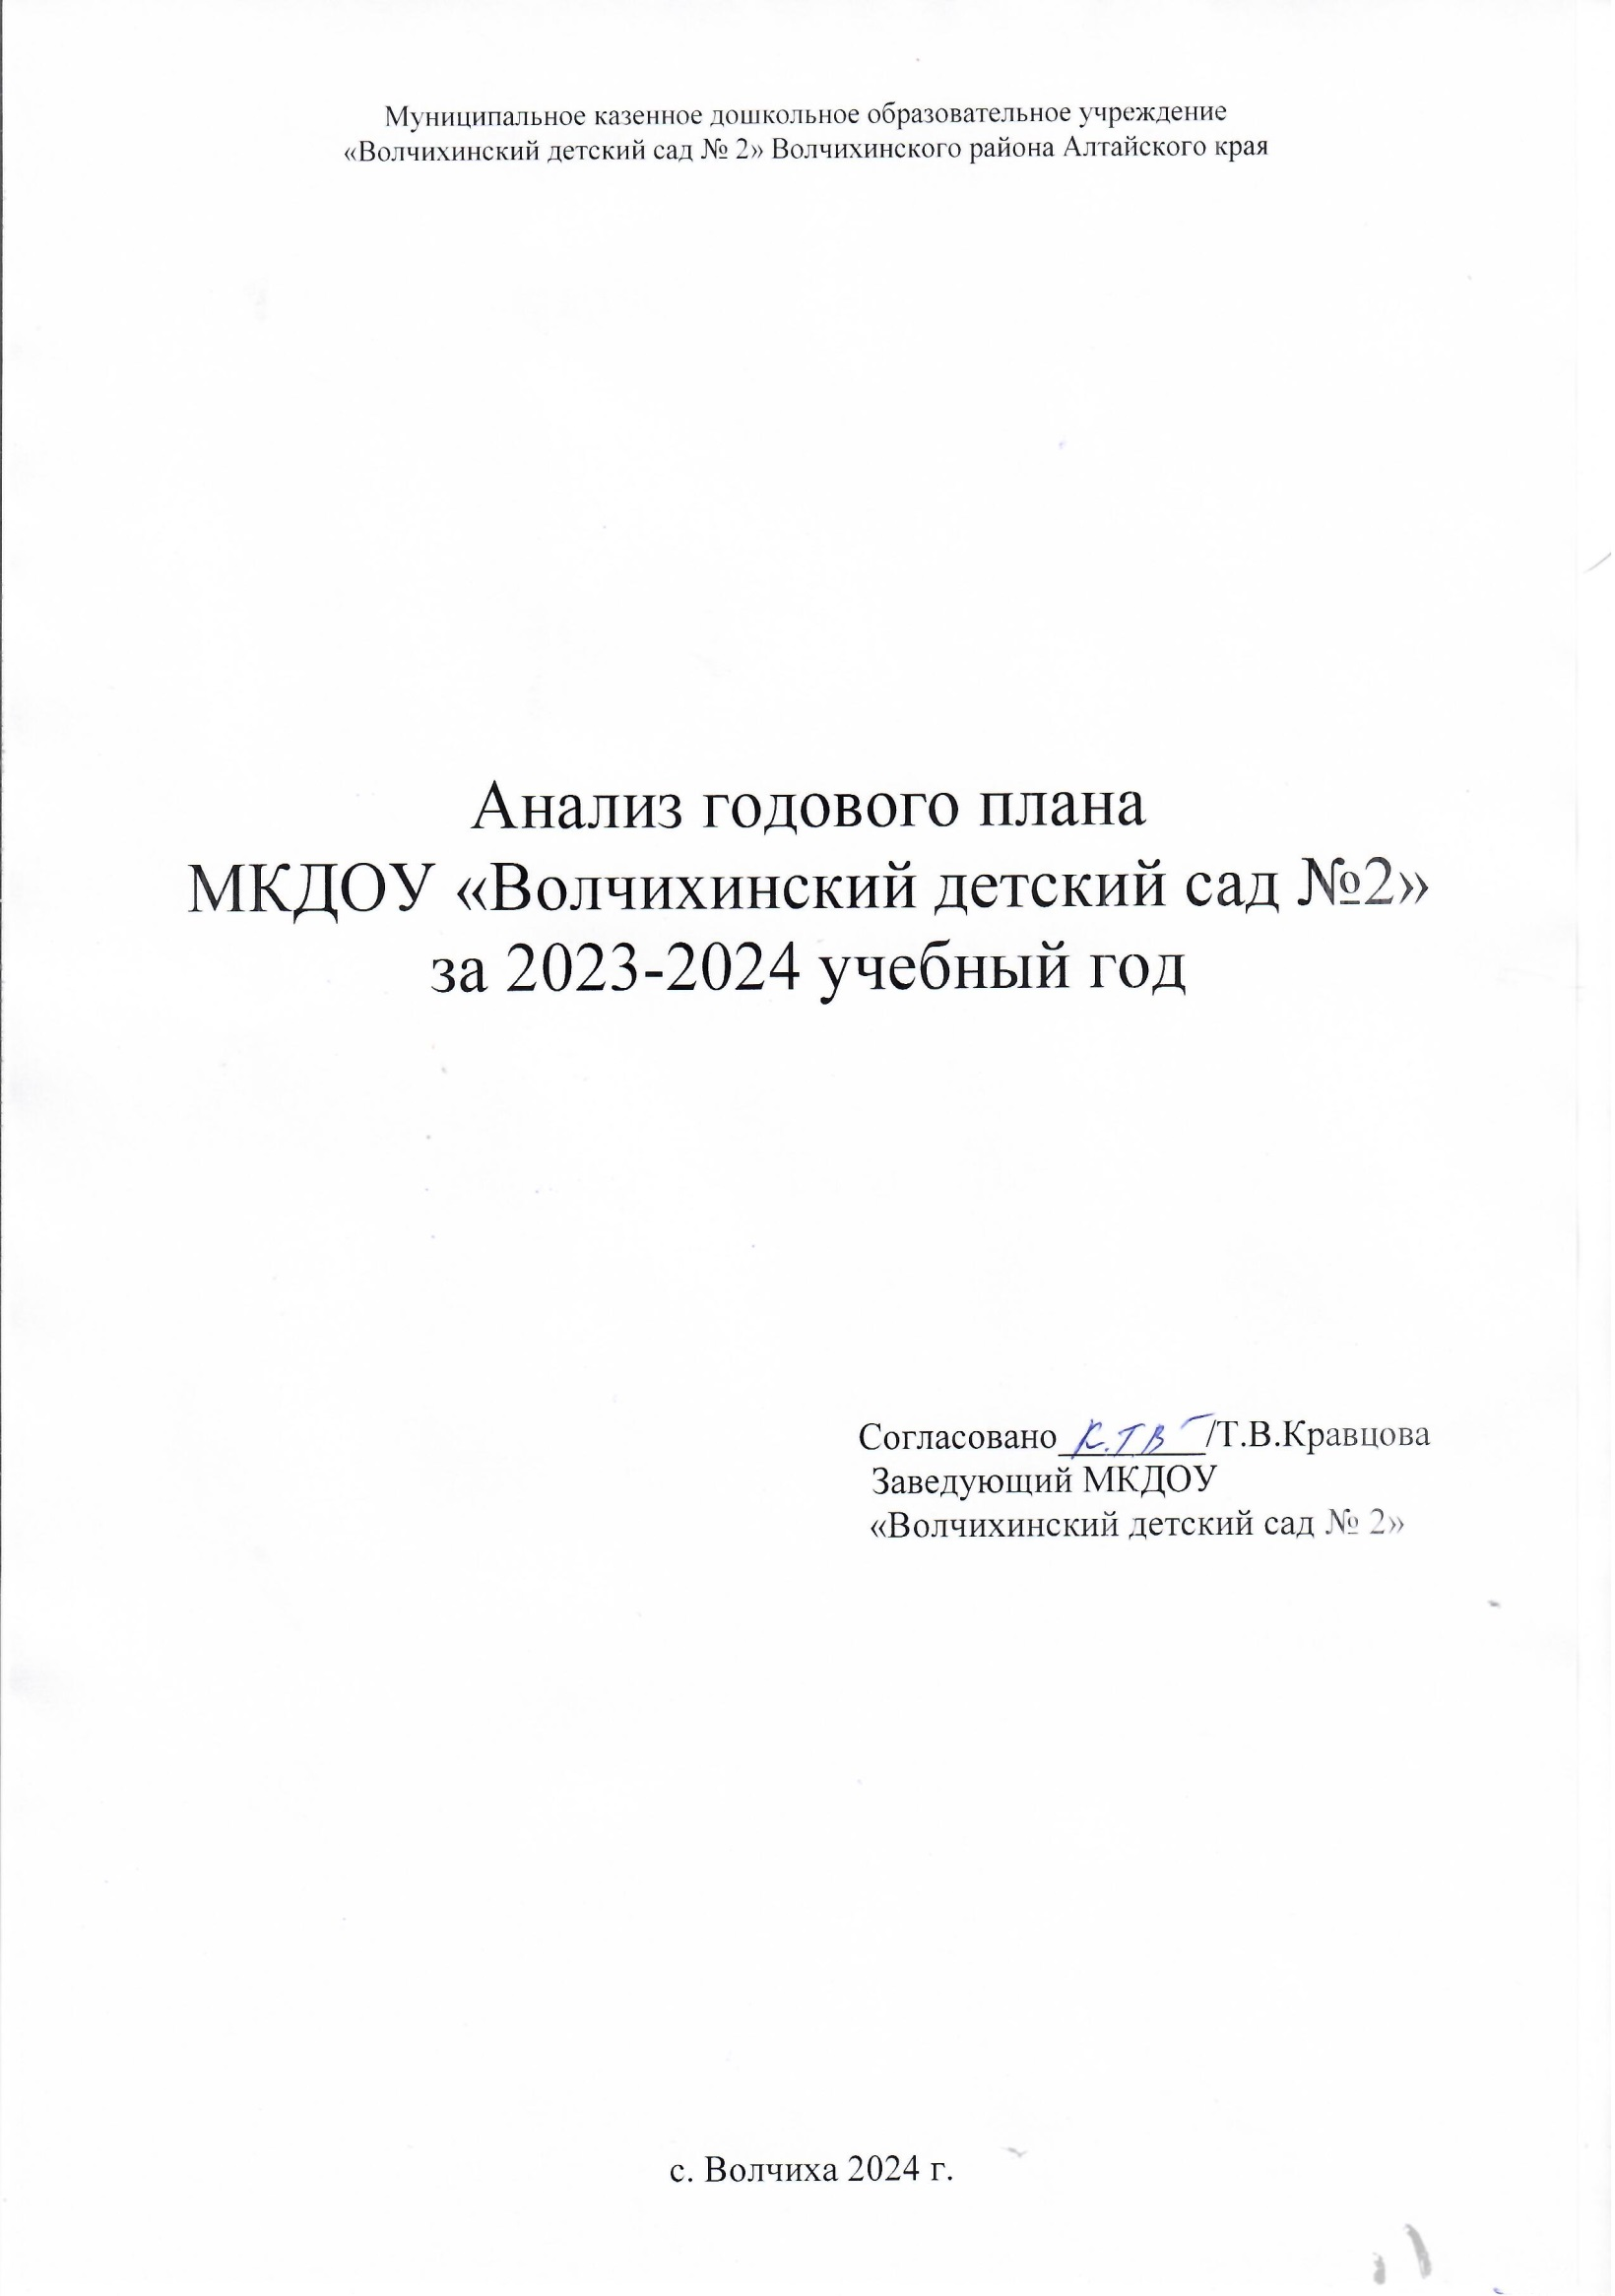 Муниципальное казенное дошкольное образовательное учреждение
«Волчихинский детский сад № 2» Волчихинского района Алтайского края
Анализ годового плана
МКДОУ «Волчихинский детский сад №2»
за 2023-2024 учебный год
Согласовано К.ТВ /Т.В.Кравцова
Заведующий МКДОУ
«Волчихинский детский сад № 2»
с. Волчиха 2024 г.